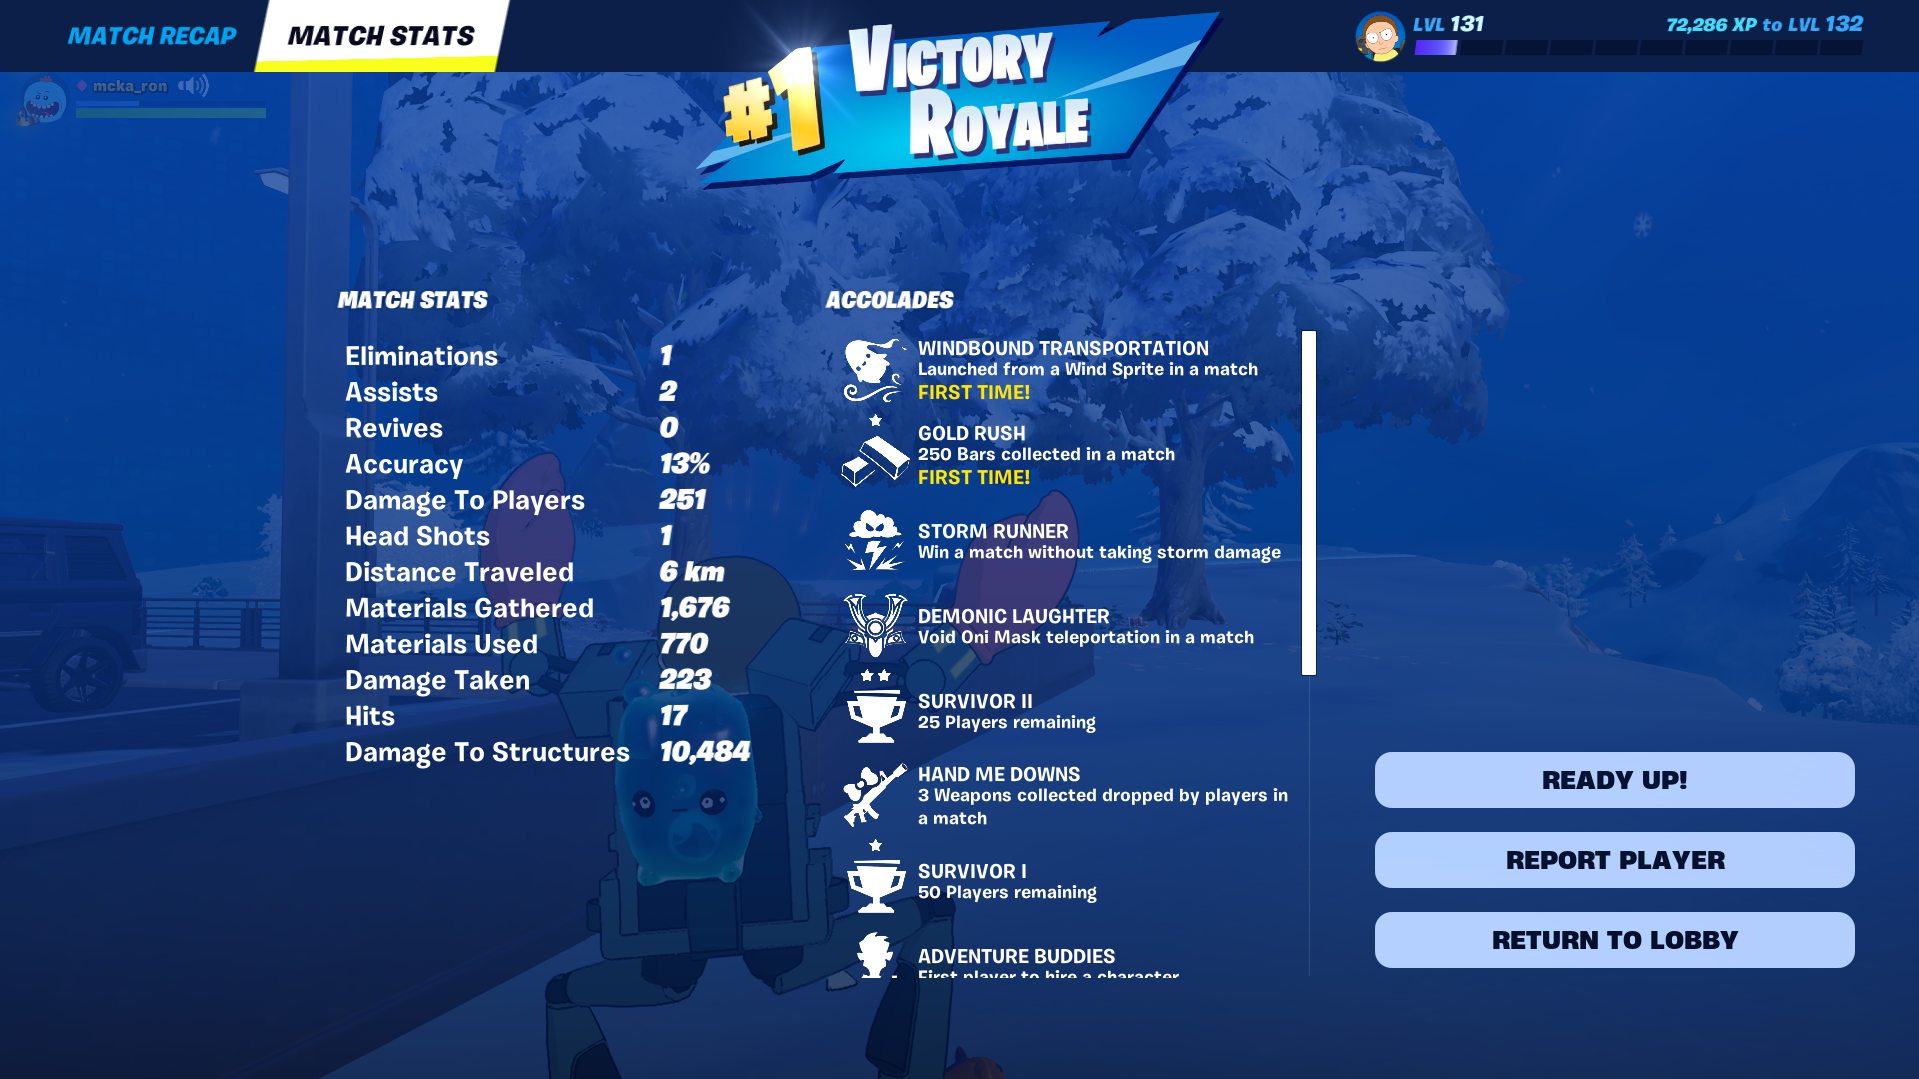 MATCH RECAP
MATCH STATS
#1 VICTORY
ROYALE
LVL 131
72,286 XP to LVL 132
mcka_ron
MATCH STATS
Eliminations 1
Assists 2
Revives 0
Accuracy 13%
Damage To Players 251
Head Shots 1
Distance Traveled 6 km
Materials Gathered 1,676
Materials Used 770
Damage Taken 223
Hits 17
Damage To Structures 10,484
ACCOLADES
WINDBOUND TRANSPORTATION
Launched from a Wind Sprite in a match
FIRST TIME!
GOLD RUSH
250 Bars collected in a match
FIRST TIME!
STORM RUNNER
Win a match without taking storm damage
DEMONIC LAUGHTER
Void Oni Mask teleportation in a match
SURVIVOR II
25 Players remaining
HAND ME DOWNS
3 Weapons collected dropped by players in
a match
SURVIVOR I
50 Players remaining
ADVENTURE BUDDIES
First player to hire a character
READY UP!
REPORT PLAYER
RETURN TO LOBBY